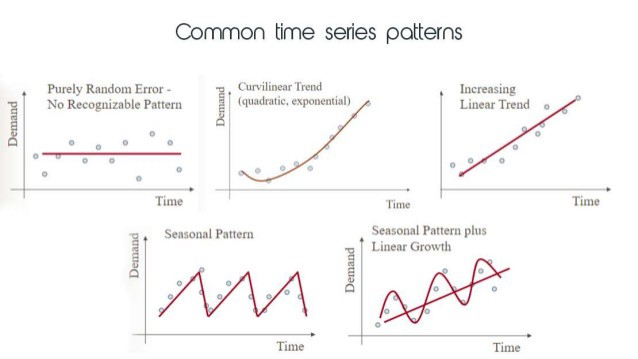 Common time series patterns
Purely Random Error -
No Recognizable Pattern
Demand
Time
Curvilinear Trend
(quadratic, exponential)
Demand
Time
Increasing
Linear Trend
Time
Seasonal Pattern
Demand
Time
Seasonal Pattern plus
Linear Growth
Demand
Time